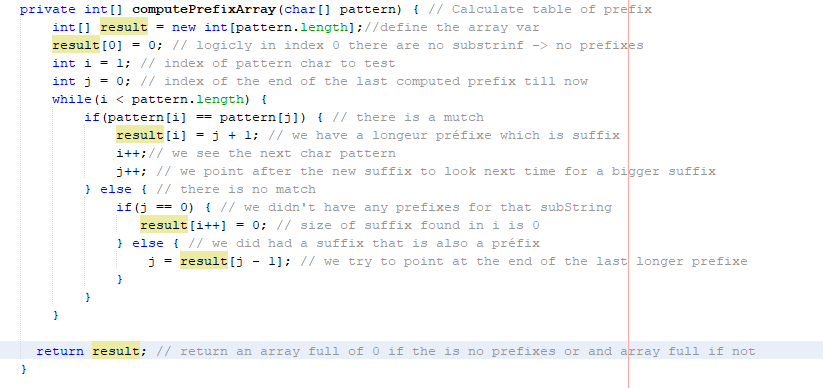 private int[] computePrefixArray(char[] pattern) { // Calculate table of prefix
int[] result = new int[pattern.length];//define the array var
result[0] = 0; // logicly in index 0 there are no substrinf -> no prefixes
int i = 1; // index of pattern char to test
int j = 0; // index of the end of the last computed prefix till now
while(i < pattern.length) {
if(pattern[i] == pattern[j]) { // there is a mutch
result[i] = j + 1; // we have a longeur préfixe which is suffix
i++;// we see the next char pattern
j++; // we point after the new suffix to look next time for a bigger suffix
} else { // there is no match
if(j == 0) { // we didn't have any prefixes for that subString
result[i++] = 0; // size of suffix found in i is 0
} else { // we did had a suffix that is also a préfix
j = result[j - 1]; // we try to point at the end of the last longer prefixe
}
}
}
return result; // return an array full of 0 if the is no prefixes or and array full if not
}